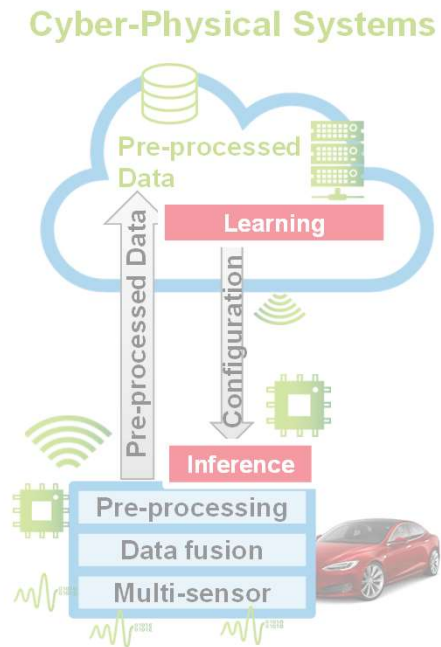 Cyber-Physical Systems
Pre-processed
Data
Learning
Pre-processed Data
Configuration
Inference
Pre-processing
Data fusion
Multi-sensor